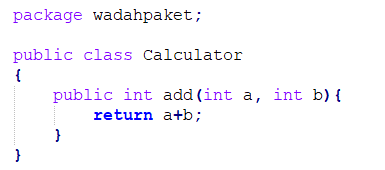 package wadahpaket;
public class Calculator
{
    public int add(int a, int b){
        return a+b;
    }
}